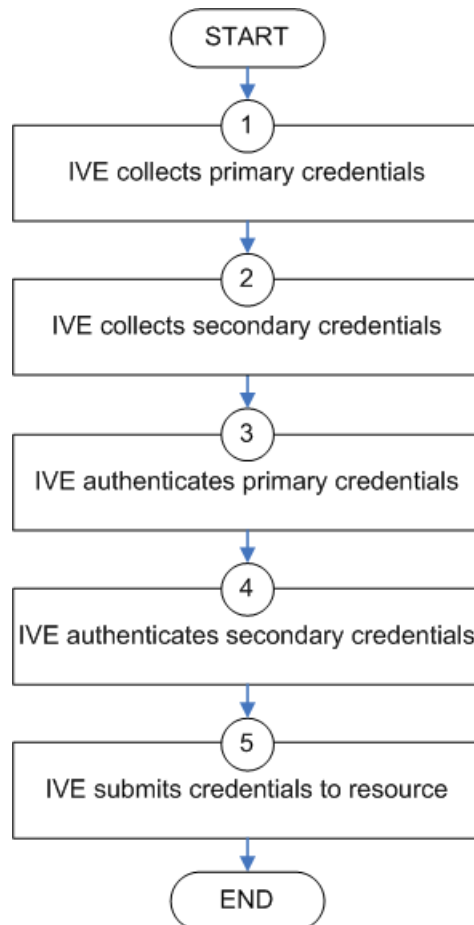 START
1
IVE collects primary credentials
2
IVE collects secondary credentials
3
IVE authenticates primary credentials
4
IVE authenticates secondary credentials
5
IVE submits credentials to resource
END